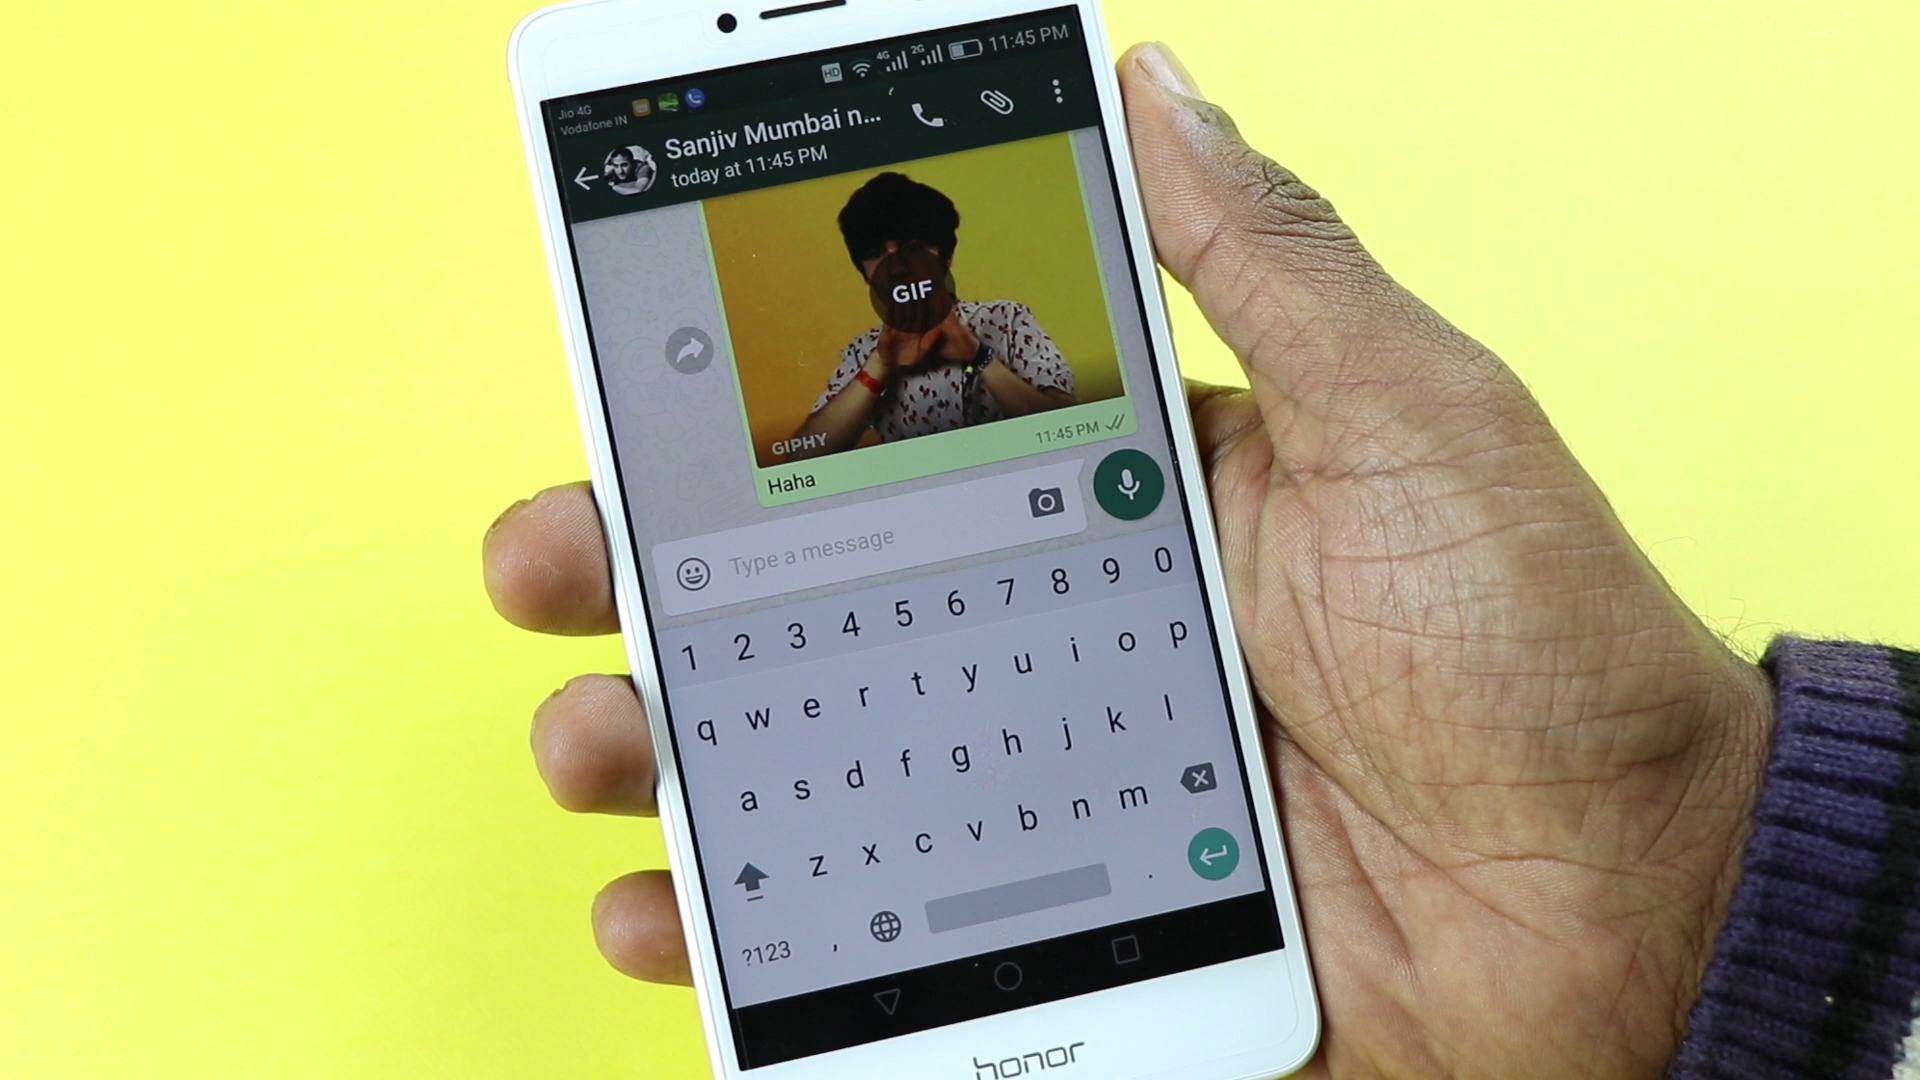 Jio 4G
Vodafone IN
HD 4G 2G 11:45 PM
Sanjiv Mumbai n...
today at 11:45 PM
GIF
GIPHY
11:45 PM
Haha
Type a message
1 2 3 4 5 6 7 8 9 0
q w e r t y u i o p
a s d f g h j k l
z x c v b n m
?123 , .
honor